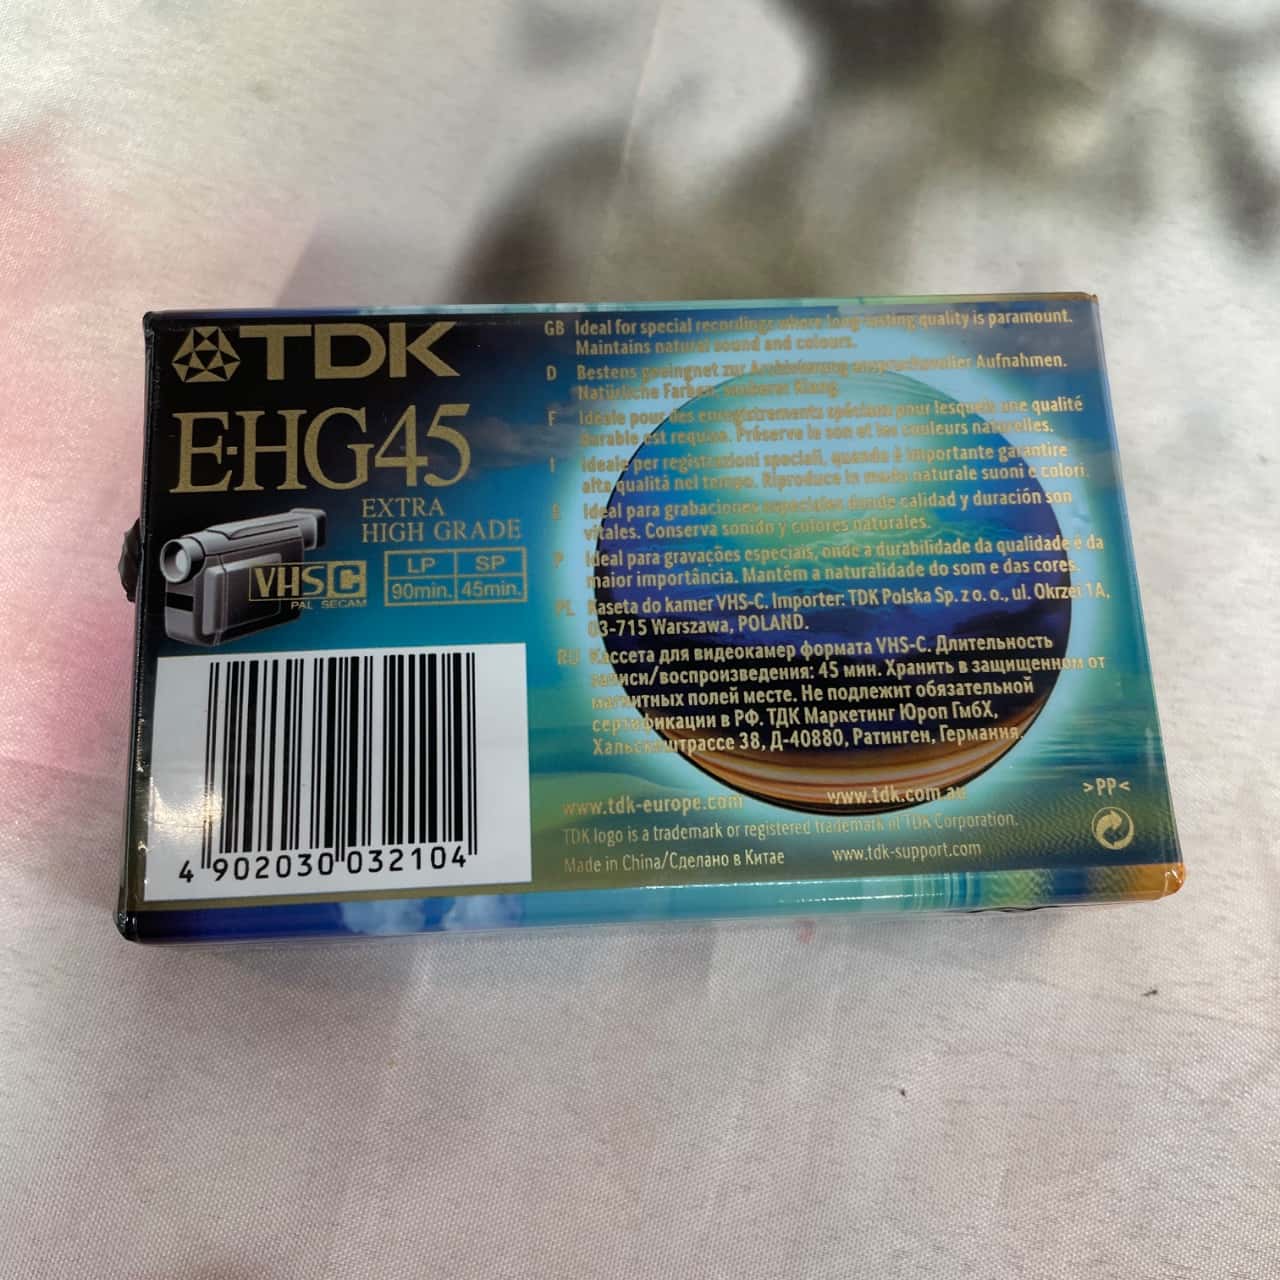 TDK
E-HG45
EXTRA
HIGH GRADE
VHS C
PAL SECAM
LP SP
90min. 45min.
4 902030 032104
GB Ideal for special recordings where long-lasting quality is paramount.
Maintains natural sound and colours.
D Bestens geeignet zur Archivierung anspruchsvoller Aufnahmen.
Natürliche Farben, sauberer Klang.
F Idéale pour des enregistrements spéciaux pour lesquels une qualité
durable est requise. Préserve le son et les couleurs naturelles.
I Ideale per registrazioni speciali, quando è importante garantire
alta qualità nel tempo. Riproduce in modo naturale suoni e colori.
E Ideal para grabaciones especiales donde calidad y duración son
vitales. Conserva sonido y colores naturales.
P Ideal para gravações especiais, onde a durabilidade da qualidade é da
maior importância. Mantém a naturalidade do som e das cores.
PL Kaseta do kamer VHS-C. Importer: TDK Polska Sp. z o. o., ul. Okrzei 1A,
03-715 Warszawa, POLAND.
RU Кассета для видеокамер формата VHS-C. Длительность
записи/воспроизведения: 45 мин. Хранить в защищенном от
магнитных полей месте. Не подлежит обязательной
сертификации в РФ. ТДК Маркетинг Юроп ГмбХ,
Хальскештрассе 38, Д-40880, Ратинген, Германия.
www.tdk-europe.com www.tdk.com.au
>PP<
TDK logo is a trademark or registered trademark of TDK Corporation.
Made in China/Сделано в Китае www.tdk-support.com